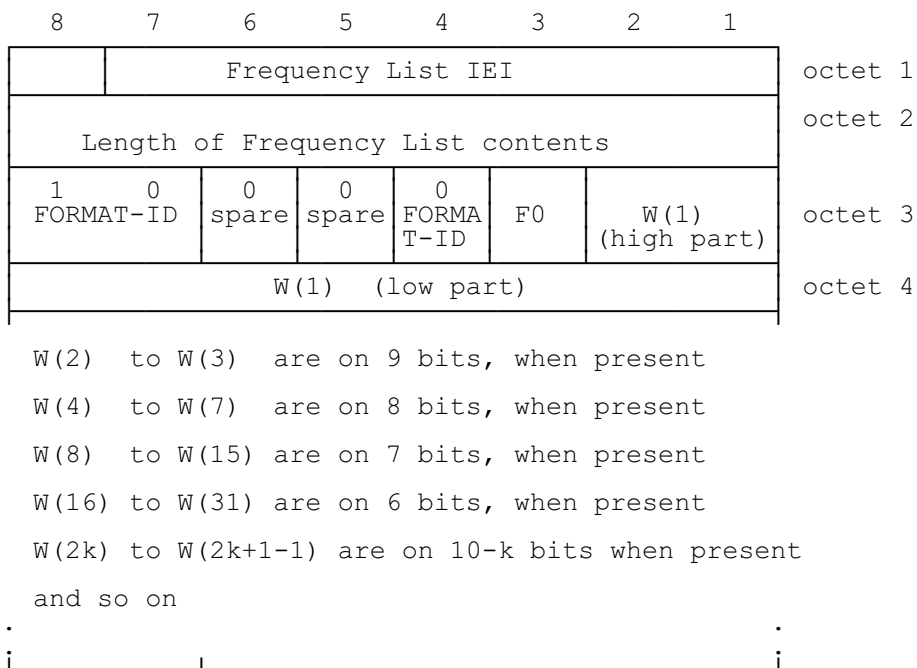 8 7 6 5 4 3 2 1
Frequency List IEI octet 1
octet 2
Length of Frequency List contents
1 0 0 0 0
FORMAT-ID spare spare FORMA F0 W(1) octet 3
T-ID (high part)
W(1) (low part) octet 4
W(2) to W(3) are on 9 bits, when present
W(4) to W(7) are on 8 bits, when present
W(8) to W(15) are on 7 bits, when present
W(16) to W(31) are on 6 bits, when present
W(2k) to W(2k+1-1) are on 10-k bits when present
and so on
. .
. .